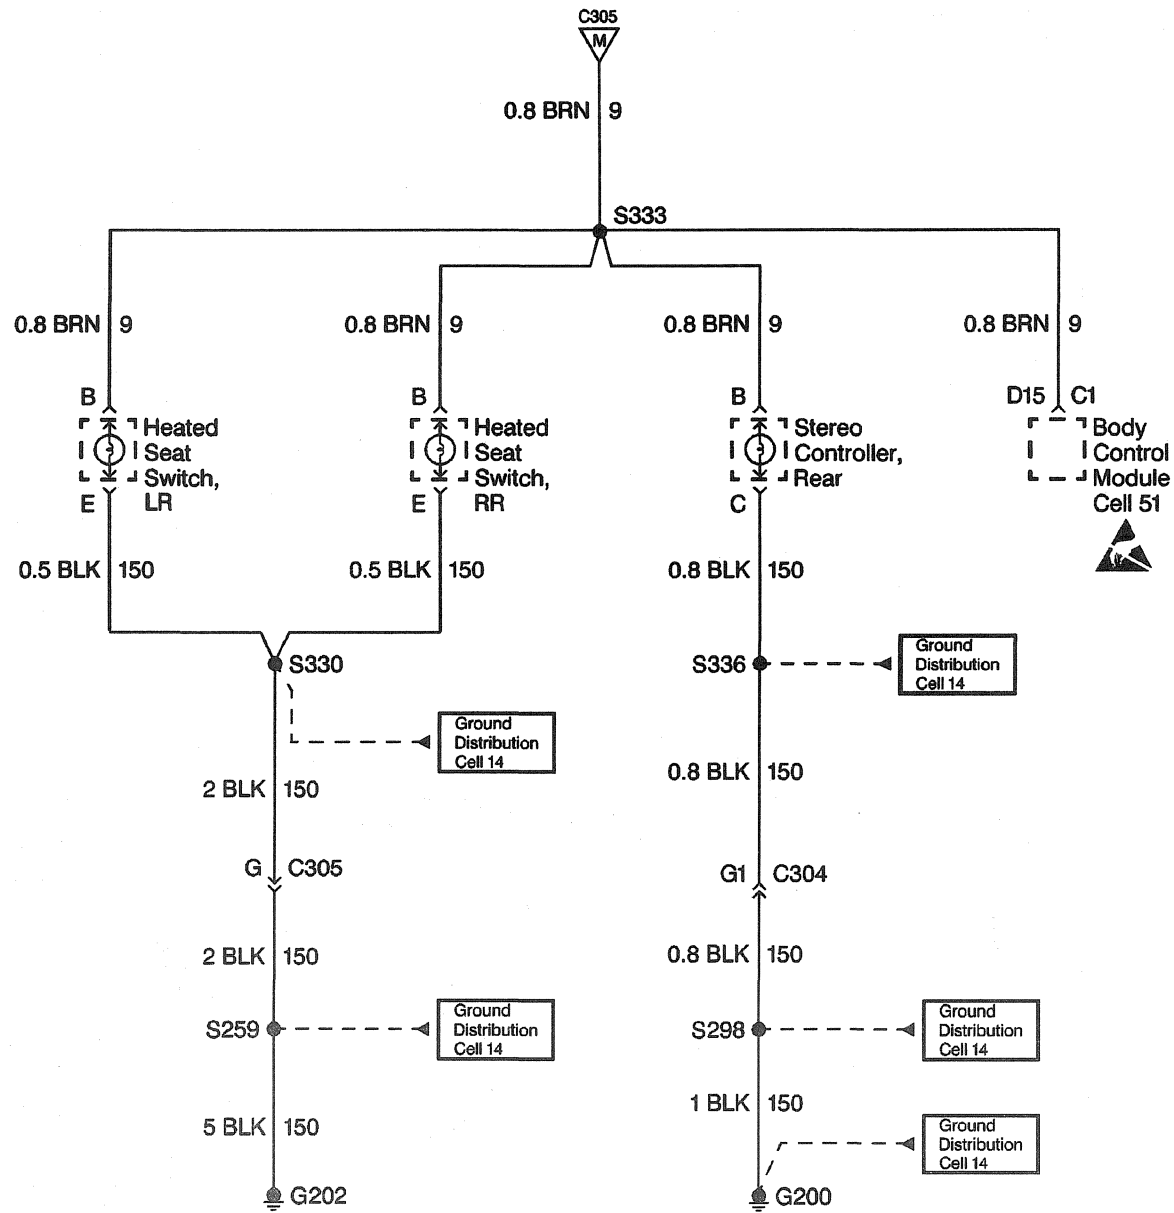 C305
M
0.8 BRN 9
S333
0.8 BRN 9
0.8 BRN 9
0.8 BRN 9
0.8 BRN 9
B
Heated
Seat
Switch,
LR
E
B
Heated
Seat
Switch,
RR
E
B
Stereo
Controller,
Rear
C
D15 C1
Body
Control
Module
Cell 51
0.5 BLK 150
0.5 BLK 150
0.8 BLK 150
S330
Ground
Distribution
Cell 14
S336
Ground
Distribution
Cell 14
2 BLK 150
0.8 BLK 150
G C305
G1 C304
2 BLK 150
0.8 BLK 150
S259
Ground
Distribution
Cell 14
S298
Ground
Distribution
Cell 14
5 BLK 150
1 BLK 150
Ground
Distribution
Cell 14
G202
G200